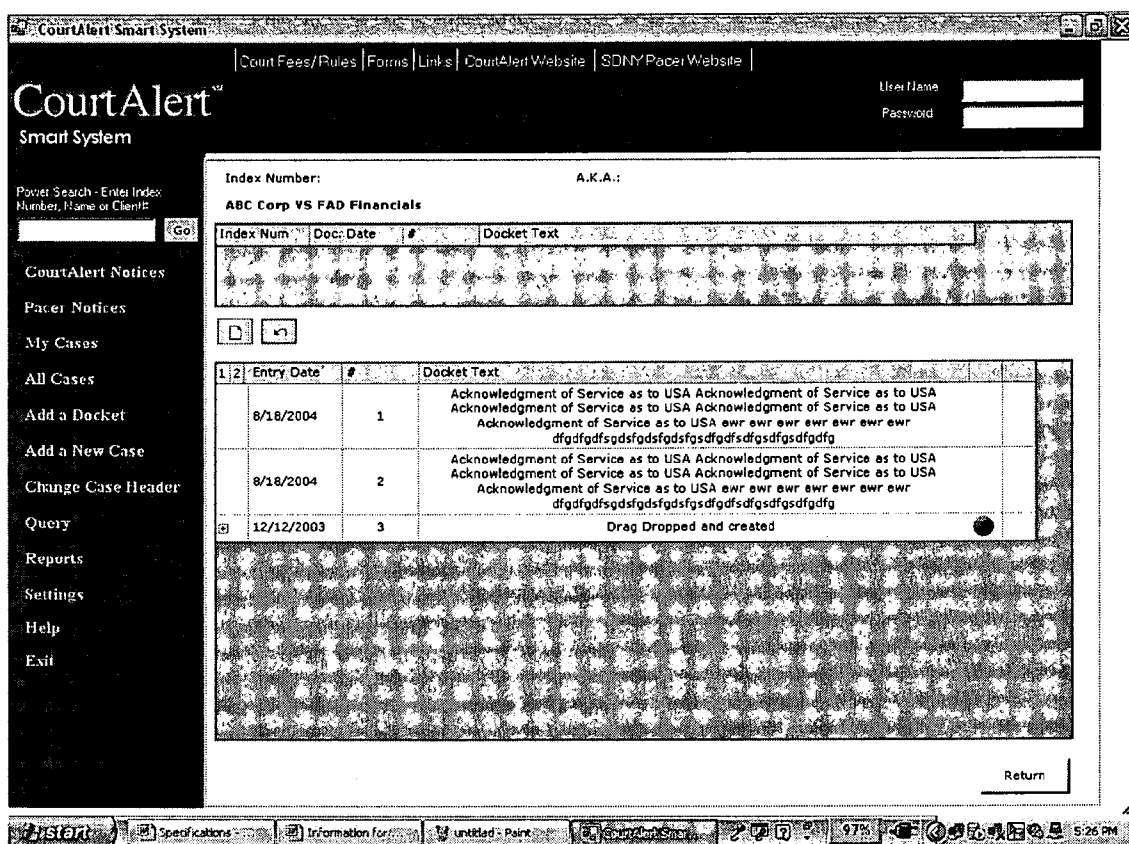 CourtAlert Smart System
Court Fees/Rules | Forms | Links | CourtAlert Website | SDNY Pacer Website
CourtAlert℠
Smart System
User Name
Password
Power Search - Enter Index
Number, Name or Client#
Go
CourtAlert Notices
Pacer Notices
My Cases
All Cases
Add a Docket
Add a New Case
Change Case Header
Query
Reports
Settings
Help
Exit
Index Number: A.K.A.:
ABC Corp VS FAD Financials
Index Num Doc. Date # Docket Text
1 2 Entry Date # Docket Text
Acknowledgment of Service as to USA Acknowledgment of Service as to USA
8/18/2004 1 Acknowledgment of Service as to USA Acknowledgment of Service as to USA
Acknowledgment of Service as to USA ewr ewr ewr ewr ewr ewr ewr
dfgdfgdfsgdsfgdsfgdsfgsdfgdfsdfgsdfgsdfgdfg
Acknowledgment of Service as to USA Acknowledgment of Service as to USA
8/18/2004 2 Acknowledgment of Service as to USA Acknowledgment of Service as to USA
Acknowledgment of Service as to USA ewr ewr ewr ewr ewr ewr ewr
dfgdfgdfsgdsfgdsfgdsfgsdfgdfsdfgsdfgsdfgdfg
12/12/2003 3 Drag Dropped and created
Return
start Specifications - Information for/ untitled - Paint CourtAlert Smar... 97% 5:26 PM